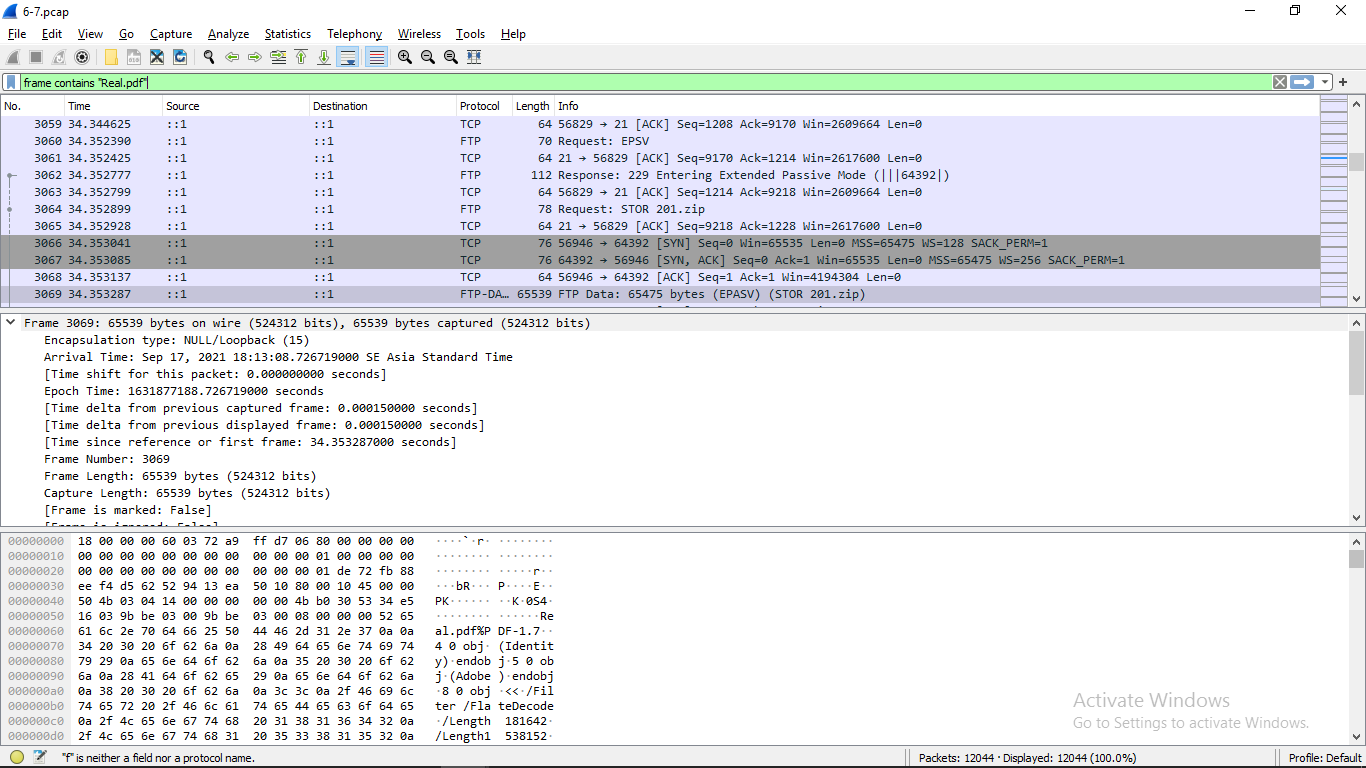 6-7.pcap
File Edit View Go Capture Analyze Statistics Telephony Wireless Tools Help
frame contains "Real.pdf"
No. Time Source Destination Protocol Length Info
3059 34.344625 ::1 ::1 TCP 64 56829 → 21 [ACK] Seq=1208 Ack=9170 Win=2609664 Len=0
3060 34.352390 ::1 ::1 FTP 70 Request: EPSV
3061 34.352425 ::1 ::1 TCP 64 21 → 56829 [ACK] Seq=9170 Ack=1214 Win=2617600 Len=0
3062 34.352777 ::1 ::1 FTP 112 Response: 229 Entering Extended Passive Mode (|||64392|)
3063 34.352799 ::1 ::1 TCP 64 56829 → 21 [ACK] Seq=1214 Ack=9218 Win=2609664 Len=0
3064 34.352899 ::1 ::1 FTP 78 Request: STOR 201.zip
3065 34.352928 ::1 ::1 TCP 64 21 → 56829 [ACK] Seq=9218 Ack=1228 Win=2617600 Len=0
3066 34.353041 ::1 ::1 TCP 76 56946 → 64392 [SYN] Seq=0 Win=65535 Len=0 MSS=65475 WS=128 SACK_PERM=1
3067 34.353085 ::1 ::1 TCP 76 64392 → 56946 [SYN, ACK] Seq=0 Ack=1 Win=65535 Len=0 MSS=65475 WS=256 SACK_PERM=1
3068 34.353137 ::1 ::1 TCP 64 56946 → 64392 [ACK] Seq=1 Ack=1 Win=4194304 Len=0
3069 34.353287 ::1 ::1 FTP-DA… 65539 FTP Data: 65475 bytes (EPASV) (STOR 201.zip)
Frame 3069: 65539 bytes on wire (524312 bits), 65539 bytes captured (524312 bits)
Encapsulation type: NULL/Loopback (15)
Arrival Time: Sep 17, 2021 18:13:08.726719000 SE Asia Standard Time
[Time shift for this packet: 0.000000000 seconds]
Epoch Time: 1631877188.726719000 seconds
[Time delta from previous captured frame: 0.000150000 seconds]
[Time delta from previous displayed frame: 0.000150000 seconds]
[Time since reference or first frame: 34.353287000 seconds]
Frame Number: 3069
Frame Length: 65539 bytes (524312 bits)
Capture Length: 65539 bytes (524312 bits)
[Frame is marked: False]
[Frame is ignored: False]
00000000 18 00 00 00 60 03 72 a9 ff d7 06 80 00 00 00 00 ····`·r· ········
00000010 00 00 00 00 00 00 00 00 00 00 00 01 00 00 00 00 ········ ········
00000020 00 00 00 00 00 00 00 00 00 00 00 01 de 72 fb 88 ········ ·····r··
00000030 ee f4 d5 62 52 94 13 ea 50 10 80 00 10 45 00 00 ···bR··· P····E··
00000040 50 4b 03 04 14 00 00 00 00 00 4b b0 30 53 34 e5 PK······ ··K·0S4·
00000050 16 03 9b be 03 00 9b be 03 00 08 00 00 00 52 65 ········ ······Re
00000060 61 6c 2e 70 64 66 25 50 44 46 2d 31 2e 37 0a 0a al.pdf%P DF-1.7··
00000070 34 20 30 20 6f 62 6a 0a 28 49 64 65 6e 74 69 74 4 0 obj· (Identit
00000080 79 29 0a 65 6e 64 6f 62 6a 0a 35 20 30 20 6f 62 y)·endob j·5 0 ob
00000090 6a 0a 28 41 64 6f 62 65 29 0a 65 6e 64 6f 62 6a j·(Adobe )·endobj
000000a0 0a 38 20 30 20 6f 62 6a 0a 3c 3c 0a 2f 46 69 6c ·8 0 obj ·<<·/Fil
000000b0 74 65 72 20 2f 46 6c 61 74 65 44 65 63 6f 64 65 ter /Fla teDecode
000000c0 0a 2f 4c 65 6e 67 74 68 20 31 38 31 36 34 32 0a ·/Length 181642·
000000d0 2f 4c 65 6e 67 74 68 31 20 35 33 38 31 35 32 0a /Length1 538152·
Activate Windows
Go to Settings to activate Windows.
"f" is neither a field nor a protocol name. Packets: 12044 · Displayed: 12044 (100.0%) Profile: Default